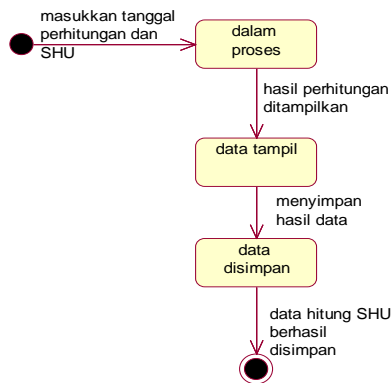 masukkan tanggal
perhitungan dan
SHU
dalam
proses
hasil perhitungan
ditampilkan
data tampil
menyimpan
hasil data
data
disimpan
data hitung SHU
berhasil
disimpan